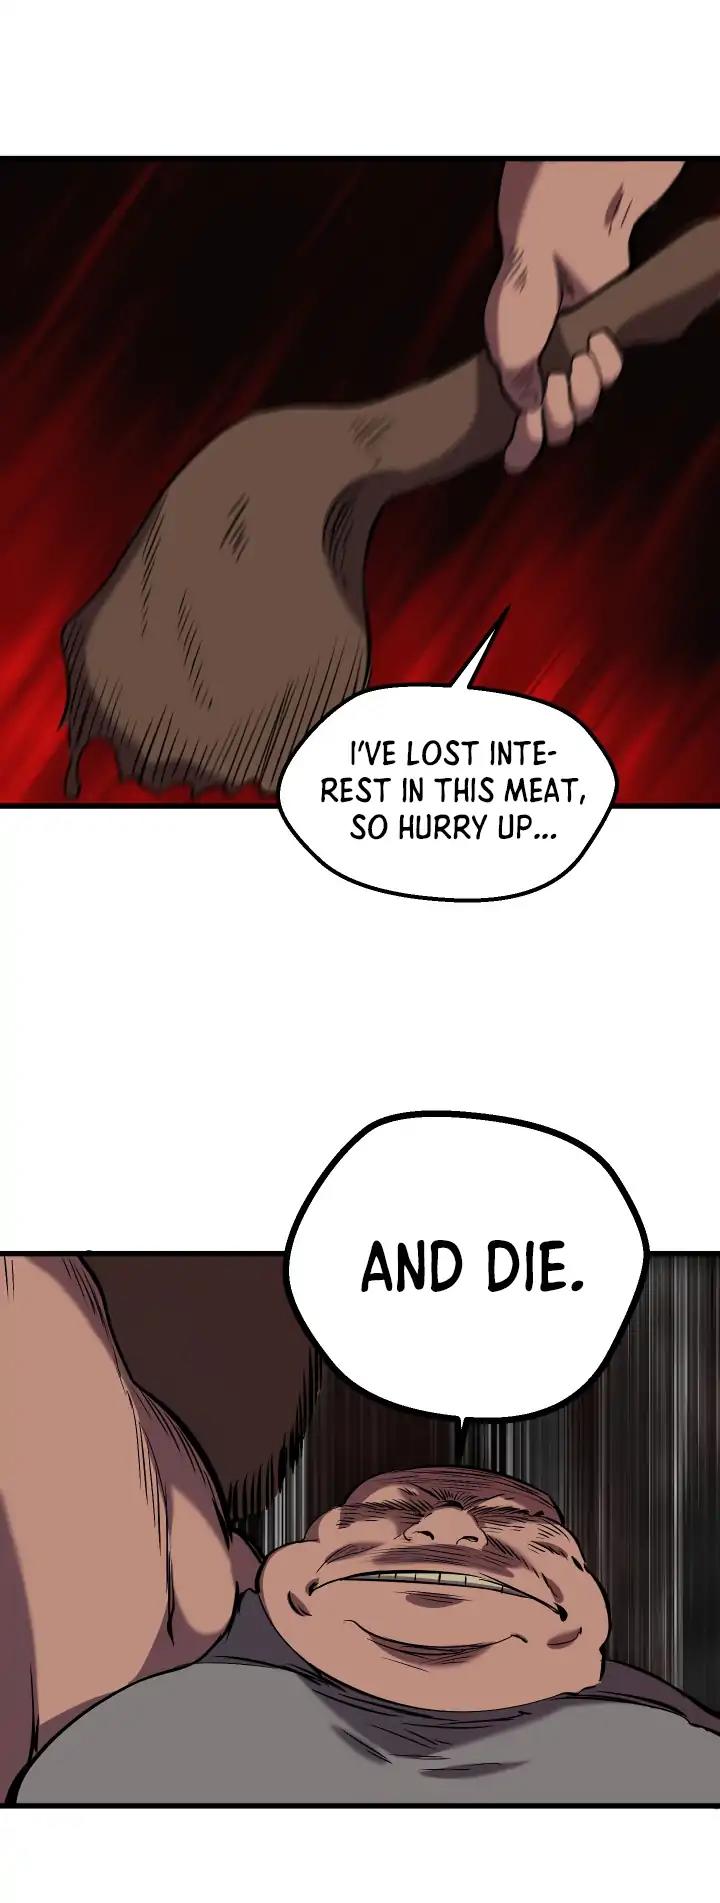 I'VE LOST INTE-
REST IN THIS MEAT,
SO HURRY UP...
AND DIE.